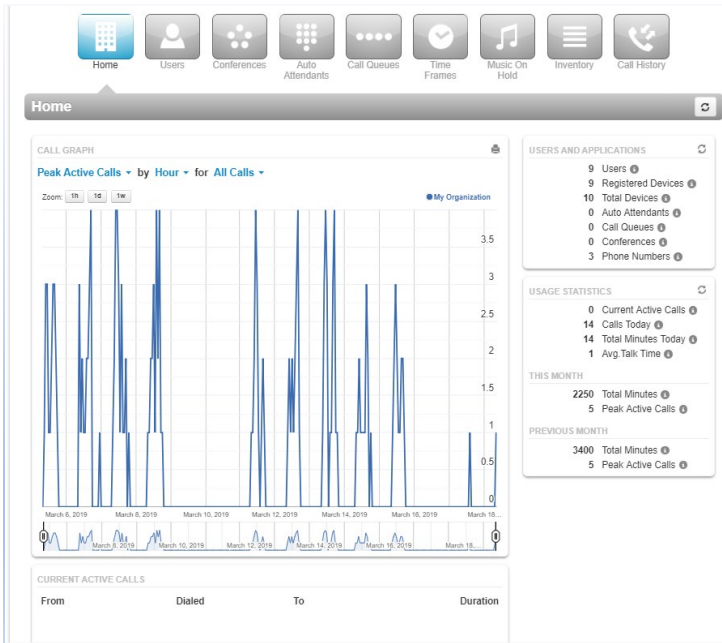 Home
Users
Conferences
Auto Attendants
Call Queues
Time Frames
Music On Hold
Inventory
Call History
Home
CALL GRAPH
Peak Active Calls by Hour for All Calls
Zoom: 1h 1d 1w
My Organization
3.5
3
2.5
2
1.5
1
0.5
0
March 6, 2019 March 8, 2019 March 10, 2019 March 12, 2019 March 14, 2019 March 16, 2019 March 18...
March 8, 2019 March 10, 2019 March 12, 2019 March 14, 2019 March 16, 2019 March 18,...
CURRENT ACTIVE CALLS
From Dialed To Duration
USERS AND APPLICATIONS
9 Users
9 Registered Devices
10 Total Devices
0 Auto Attendants
0 Call Queues
0 Conferences
3 Phone Numbers
USAGE STATISTICS
0 Current Active Calls
14 Calls Today
14 Total Minutes Today
1 Avg.Talk Time
THIS MONTH
2250 Total Minutes
5 Peak Active Calls
PREVIOUS MONTH
3400 Total Minutes
5 Peak Active Calls